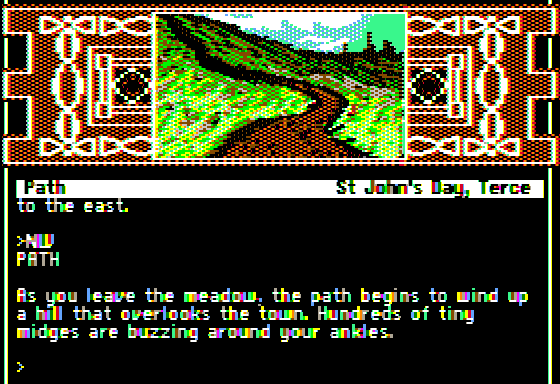 Path St John's Day, Terce
to the east.
>NW
PATH
As you leave the meadow, the path begins to wind up
a hill that overlooks the town. Hundreds of tiny
midges are buzzing around your ankles.
>